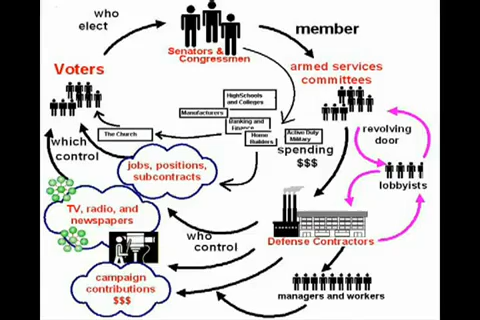 who
elect
Senators &
Congressmen
member
Voters
armed services
committees
HighSchools
and Colleges
Manufacturers
Banking and
Finance
The Church
Home
Builders
Active Duty
Military
spending
$$$
revolving
door
which
control
jobs, positions,
subcontracts
lobbyists
TV, radio, and
newspapers
who
control
Defense Contractors
campaign
contributions
$$$
managers and workers